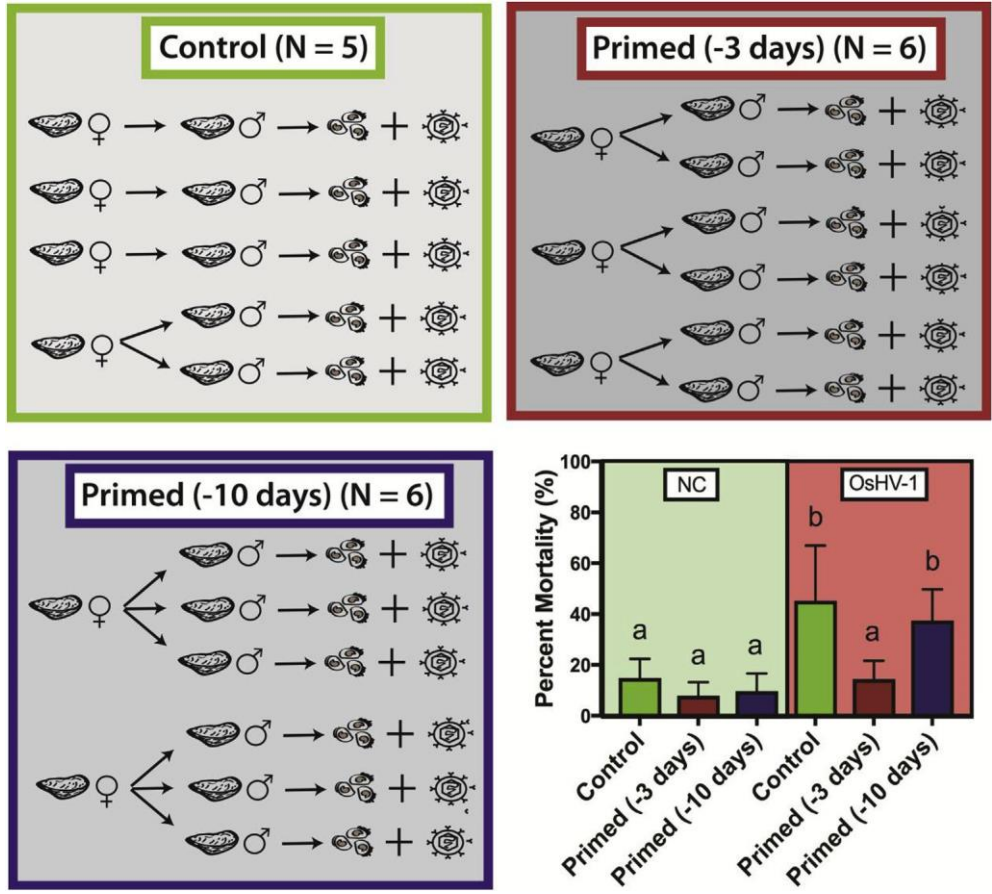 Control (N = 5)
Primed (-3 days) (N = 6)
Primed (-10 days) (N = 6)
Percent Mortality (%)
100
80
60
40
20
0
NC
OsHV-1
a
a
a
b
a
b
Control
Primed (-3 days)
Primed (-10 days)
Control
Primed (-3 days)
Primed (-10 days)